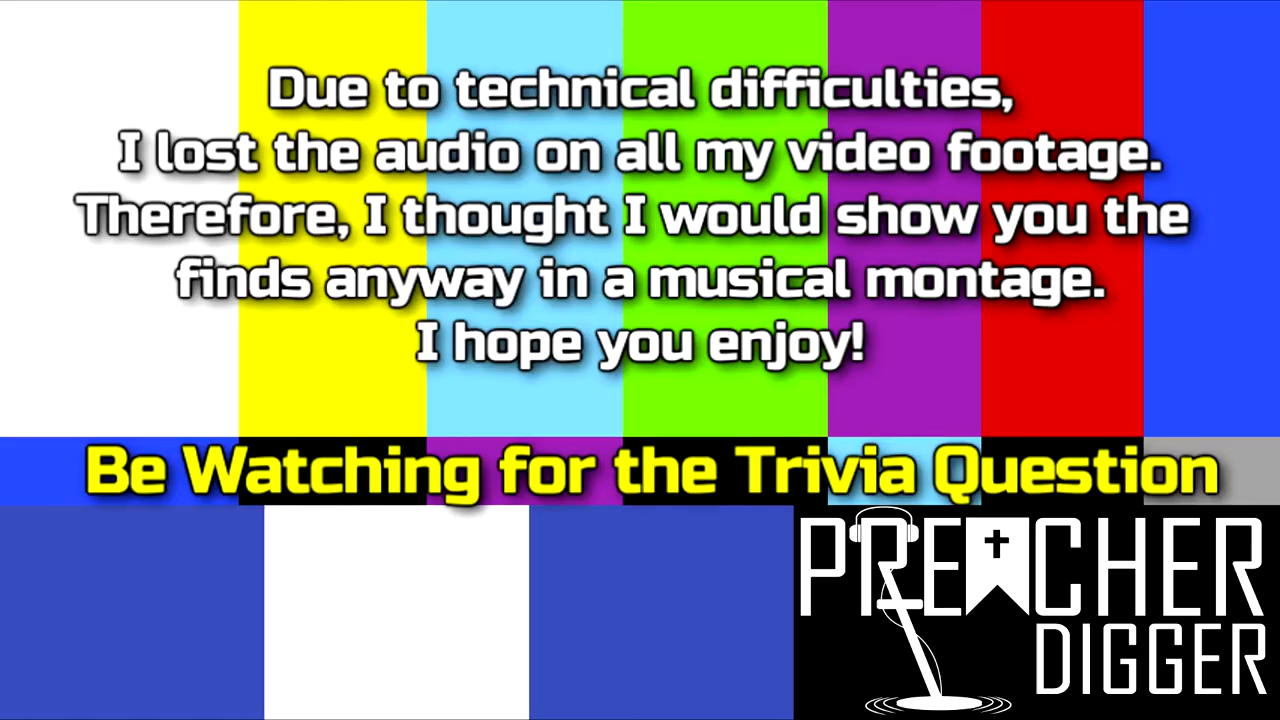 Due to technical difficulties,
I lost the audio on all my video footage.
Therefore, I thought I would show you the
finds anyway in a musical montage.
I hope you enjoy!
Be Watching for the Trivia Question
PREACHER
DIGGER